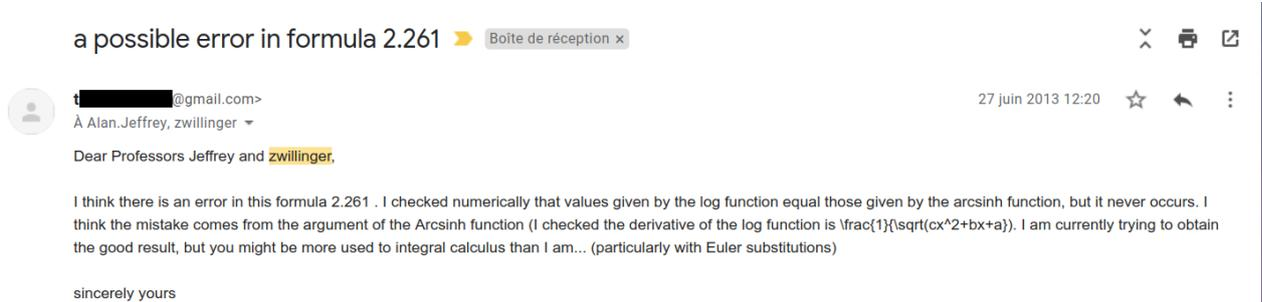 a possible error in formula 2.261 Boîte de réception ×
t @gmail.com> 27 juin 2013 12:20
À Alan.Jeffrey, zwillinger
Dear Professors Jeffrey and zwillinger,
I think there is an error in this formula 2.261 . I checked numerically that values given by the log function equal those given by the arcsinh function, but it never occurs. I
think the mistake comes from the argument of the Arcsinh function (I checked the derivative of the log function is \frac{1}{\sqrt(cx^2+bx+a}). I am currently trying to obtain
the good result, but you might be more used to integral calculus than I am... (particularly with Euler substitutions)
sincerely yours